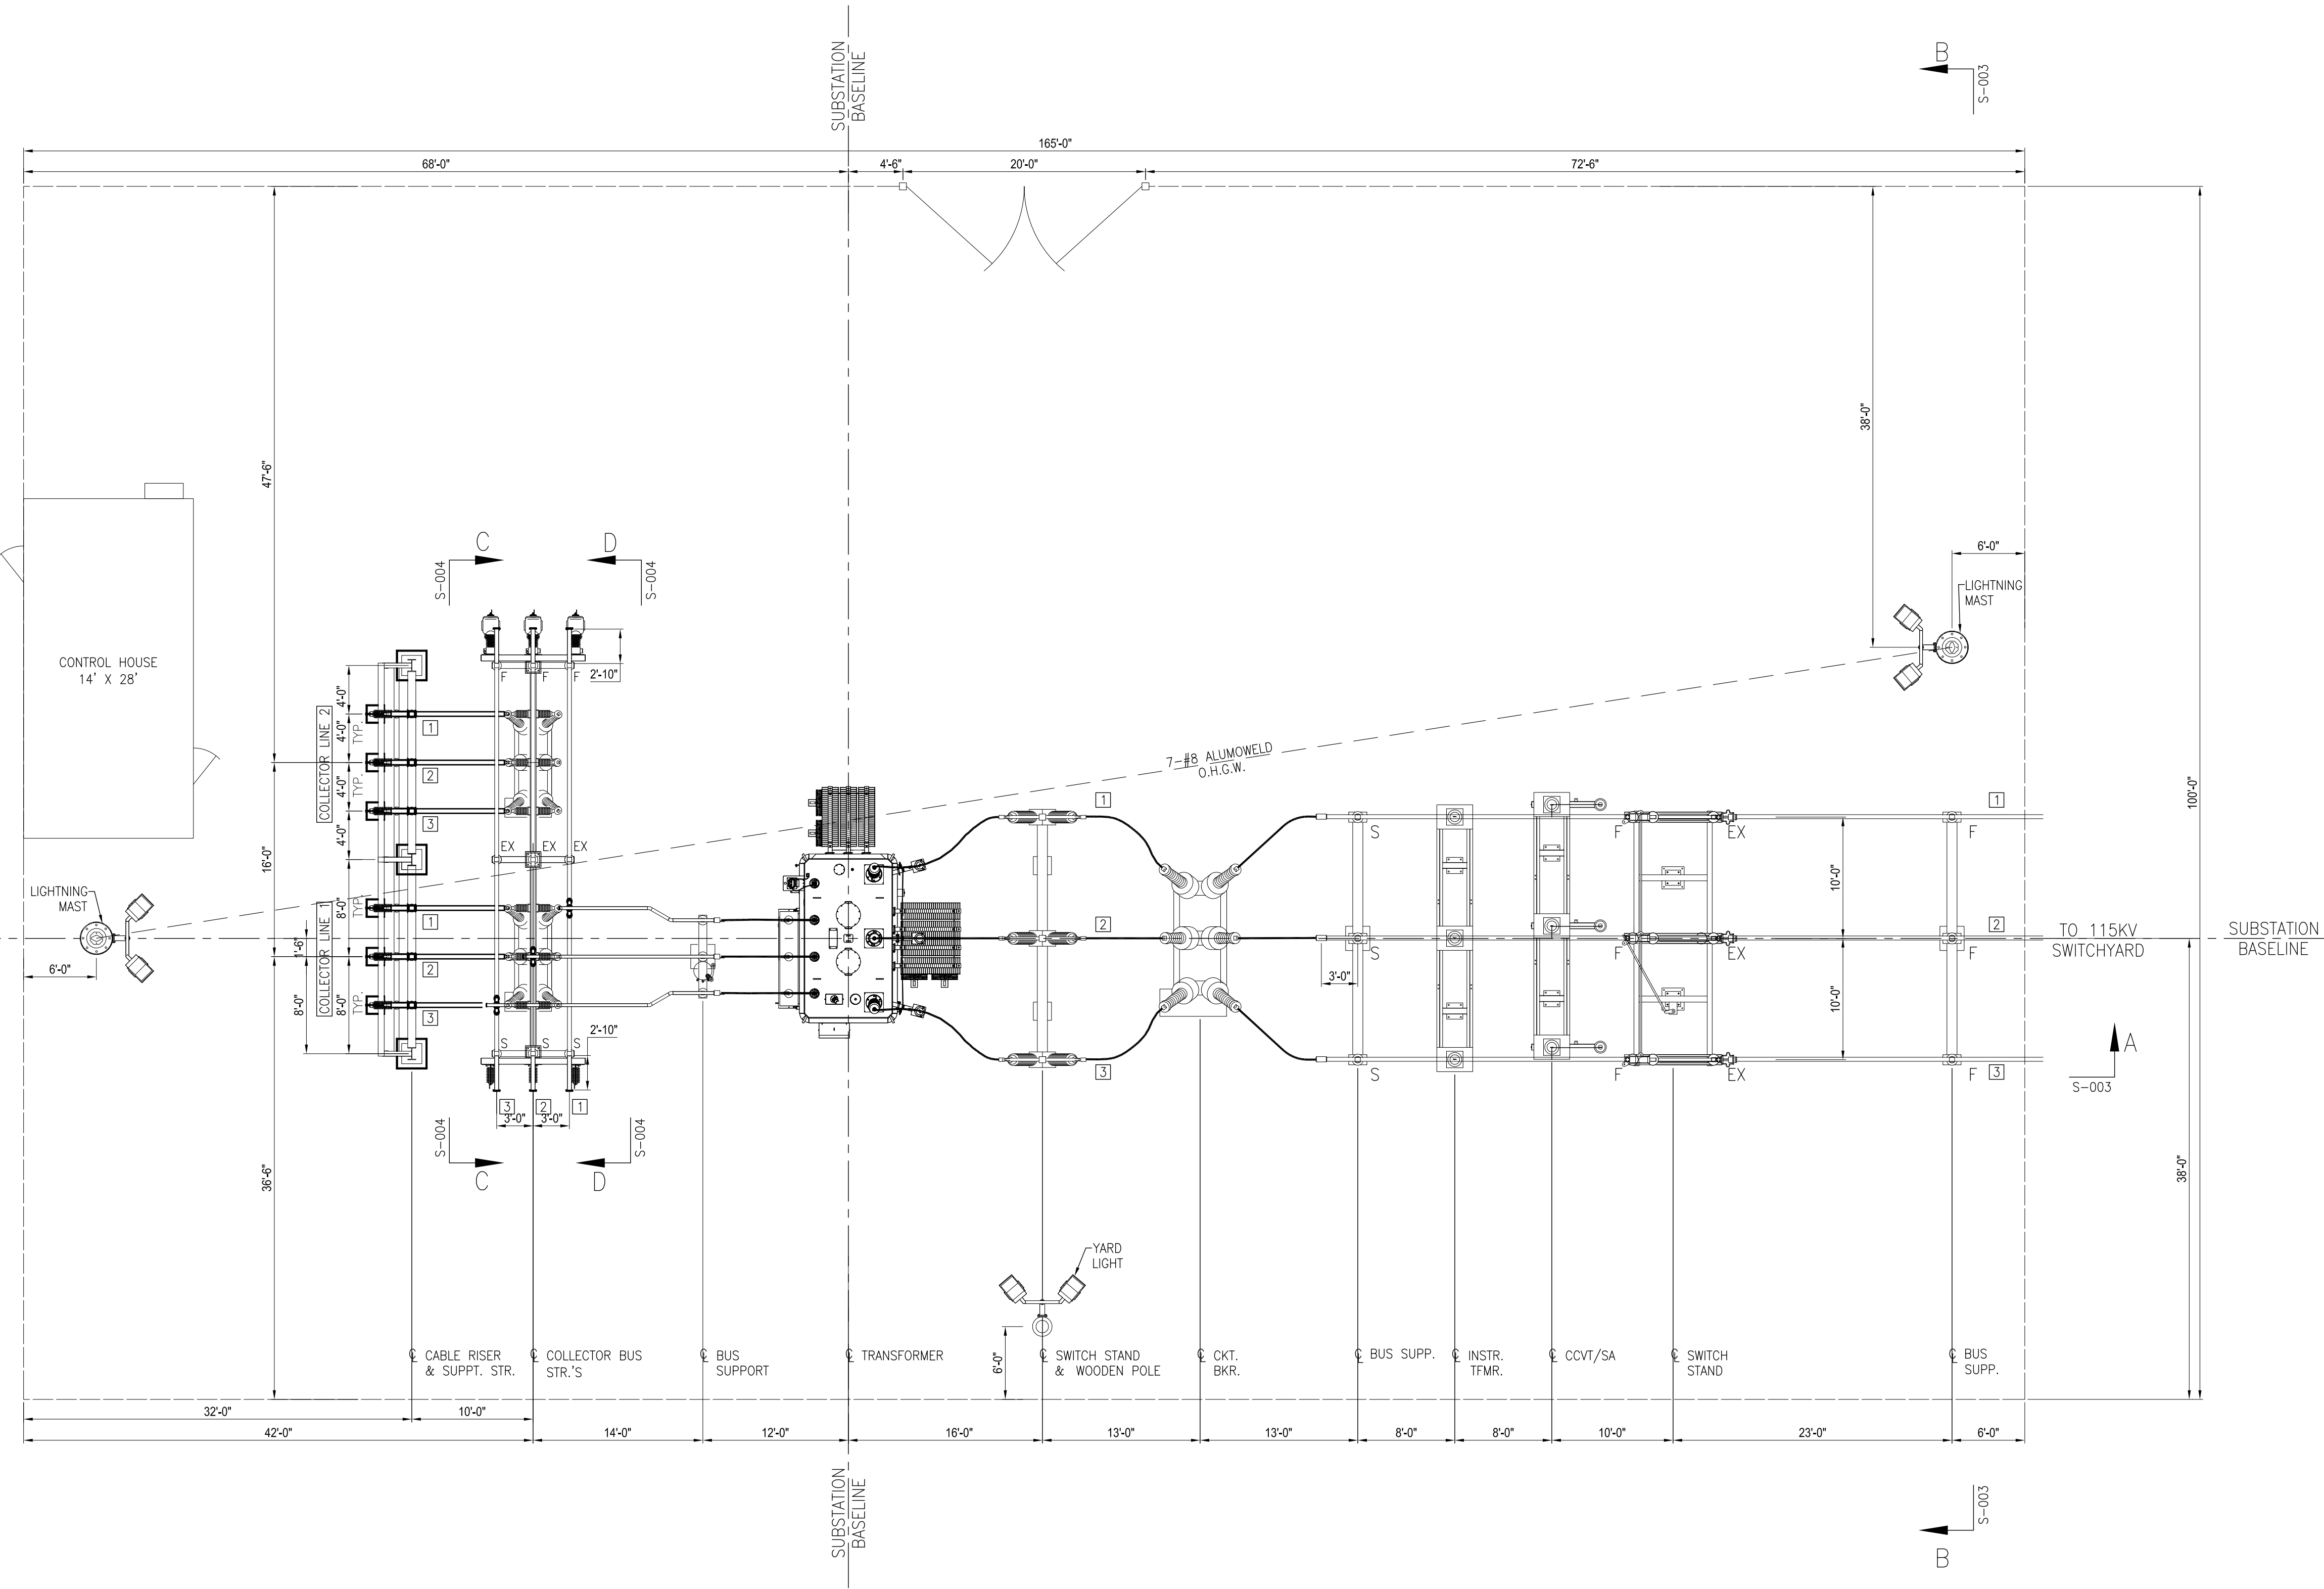 SUBSTATION
BASELINE
B
S-003
165'-0"
68'-0"
4'-6"
20'-0"
72'-6"
47'-6"
38'-0"
100'-0"
6'-0"
LIGHTNING
MAST
C
S-004
D
S-004
CONTROL HOUSE
14' X 28'
2'-10"
F
F
F
COLLECTOR LINE 2
4'-0"
4'-0"
TYP.
4'-0"
TYP.
4'-0"
1
2
3
7-#8 ALUMOWELD
O.H.G.W.
EX
EX
EX
16'-0"
LIGHTNING
MAST
6'-0"
COLLECTOR LINE 1
8'-0"
TYP.
1'-6"
8'-0"
8'-0"
TYP.
1
2
3
S
S
S
2'-10"
3
2
1
3'-0"
3'-0"
1
2
3
S
S
S
3'-0"
F
EX
F
EX
F
EX
10'-0"
10'-0"
1
F
2
F
F
3
TO 115KV
SWITCHYARD
SUBSTATION
BASELINE
A
S-003
S-004
C
S-004
D
36'-6"
38'-0"
YARD
LIGHT
6'-0"
℄ CABLE RISER
& SUPPT. STR.
℄ COLLECTOR BUS
STR.'S
℄ BUS
SUPPORT
℄ TRANSFORMER
℄ SWITCH STAND
& WOODEN POLE
℄ CKT.
BKR.
℄ BUS SUPP.
℄ INSTR.
TFMR.
℄ CCVT/SA
℄ SWITCH
STAND
℄ BUS
SUPP.
32'-0"
10'-0"
42'-0"
14'-0"
12'-0"
16'-0"
13'-0"
13'-0"
8'-0"
8'-0"
10'-0"
23'-0"
6'-0"
SUBSTATION
BASELINE
S-003
B